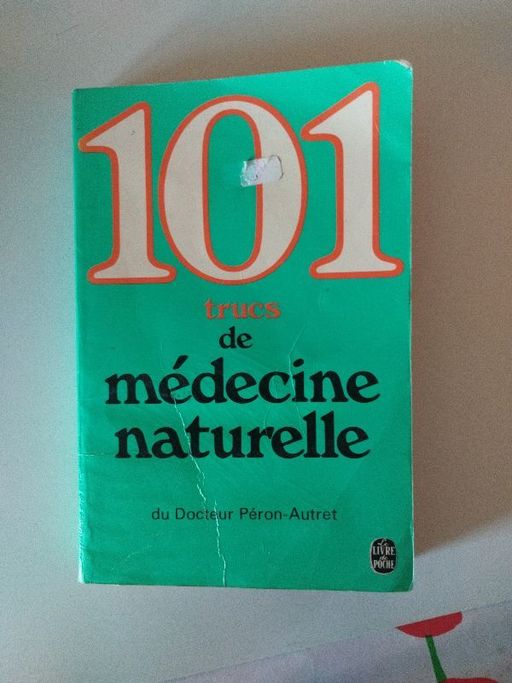 101
trucs
de
médecine
naturelle
du Docteur Péron-Autret
Le
LIVRE
de
POCHE